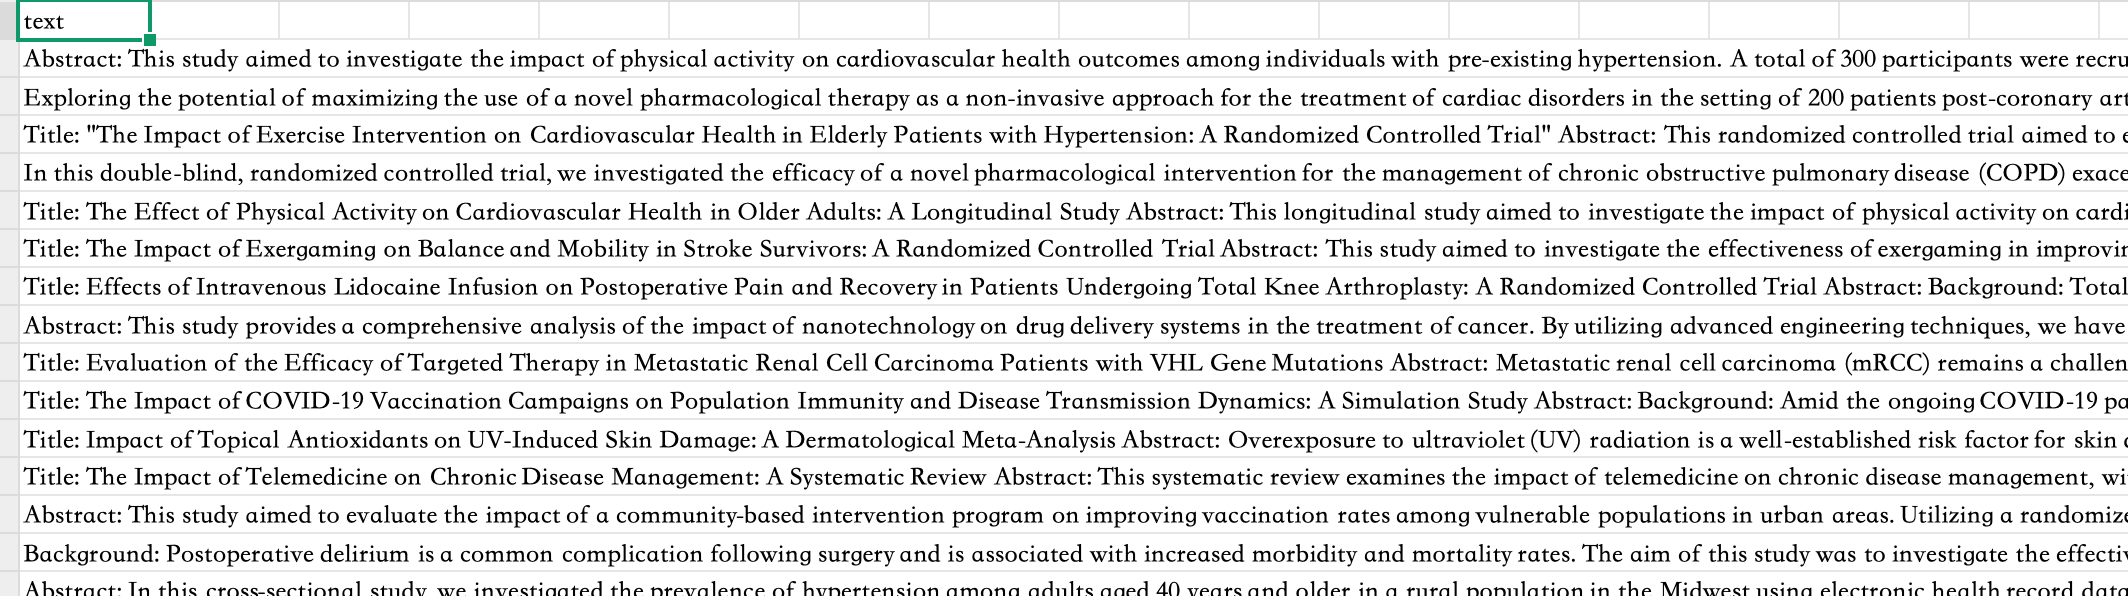 text
Abstract: This study aimed to investigate the impact of physical activity on cardiovascular health outcomes among individuals with pre-existing hypertension. A total of 300 participants were recru
Exploring the potential of maximizing the use of a novel pharmacological therapy as a non-invasive approach for the treatment of cardiac disorders in the setting of 200 patients post-coronary art
Title: "The Impact of Exercise Intervention on Cardiovascular Health in Elderly Patients with Hypertension: A Randomized Controlled Trial" Abstract: This randomized controlled trial aimed to e
In this double-blind, randomized controlled trial, we investigated the efficacy of a novel pharmacological intervention for the management of chronic obstructive pulmonary disease (COPD) exace
Title: The Effect of Physical Activity on Cardiovascular Health in Older Adults: A Longitudinal Study Abstract: This longitudinal study aimed to investigate the impact of physical activity on cardi
Title: The Impact of Exergaming on Balance and Mobility in Stroke Survivors: A Randomized Controlled Trial Abstract: This study aimed to investigate the effectiveness of exergaming in improvin
Title: Effects of Intravenous Lidocaine Infusion on Postoperative Pain and Recovery in Patients Undergoing Total Knee Arthroplasty: A Randomized Controlled Trial Abstract: Background: Total
Abstract: This study provides a comprehensive analysis of the impact of nanotechnology on drug delivery systems in the treatment of cancer. By utilizing advanced engineering techniques, we have
Title: Evaluation of the Efficacy of Targeted Therapy in Metastatic Renal Cell Carcinoma Patients with VHL Gene Mutations Abstract: Metastatic renal cell carcinoma (mRCC) remains a challen
Title: The Impact of COVID-19 Vaccination Campaigns on Population Immunity and Disease Transmission Dynamics: A Simulation Study Abstract: Background: Amid the ongoing COVID-19 pa
Title: Impact of Topical Antioxidants on UV-Induced Skin Damage: A Dermatological Meta-Analysis Abstract: Overexposure to ultraviolet (UV) radiation is a well-established risk factor for skin
Title: The Impact of Telemedicine on Chronic Disease Management: A Systematic Review Abstract: This systematic review examines the impact of telemedicine on chronic disease management, wi
Abstract: This study aimed to evaluate the impact of a community-based intervention program on improving vaccination rates among vulnerable populations in urban areas. Utilizing a randomize
Background: Postoperative delirium is a common complication following surgery and is associated with increased morbidity and mortality rates. The aim of this study was to investigate the effectiv
Abstract: In this cross-sectional study, we investigated the prevalence of hypertension among adults aged 40 years and older in a rural population in the Midwest using electronic health record data